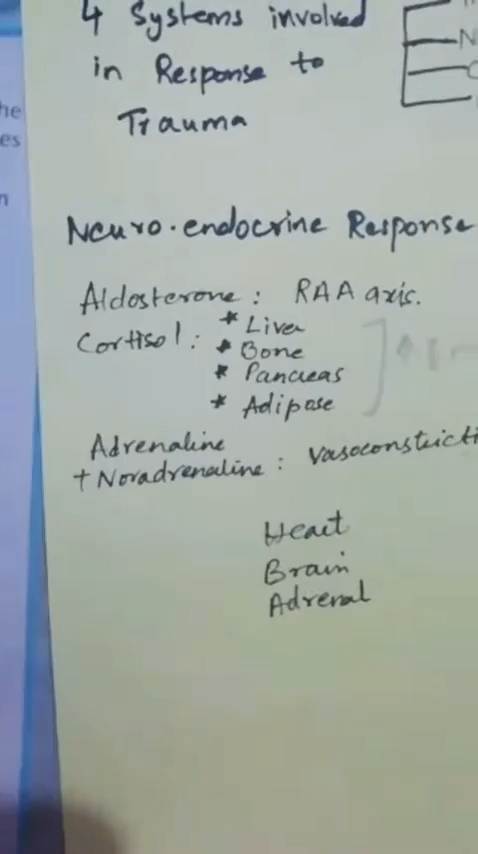 4 Systems involved
in Response to
Trauma
Neuro-endocrine Response
Aldosterone : RAA axis.
Cortisol : * Liver
* Bone
* Pancreas
* Adipose
Adrenaline
+ Noradrenaline : Vasoconstricti
Heart
Brain
Adrenal